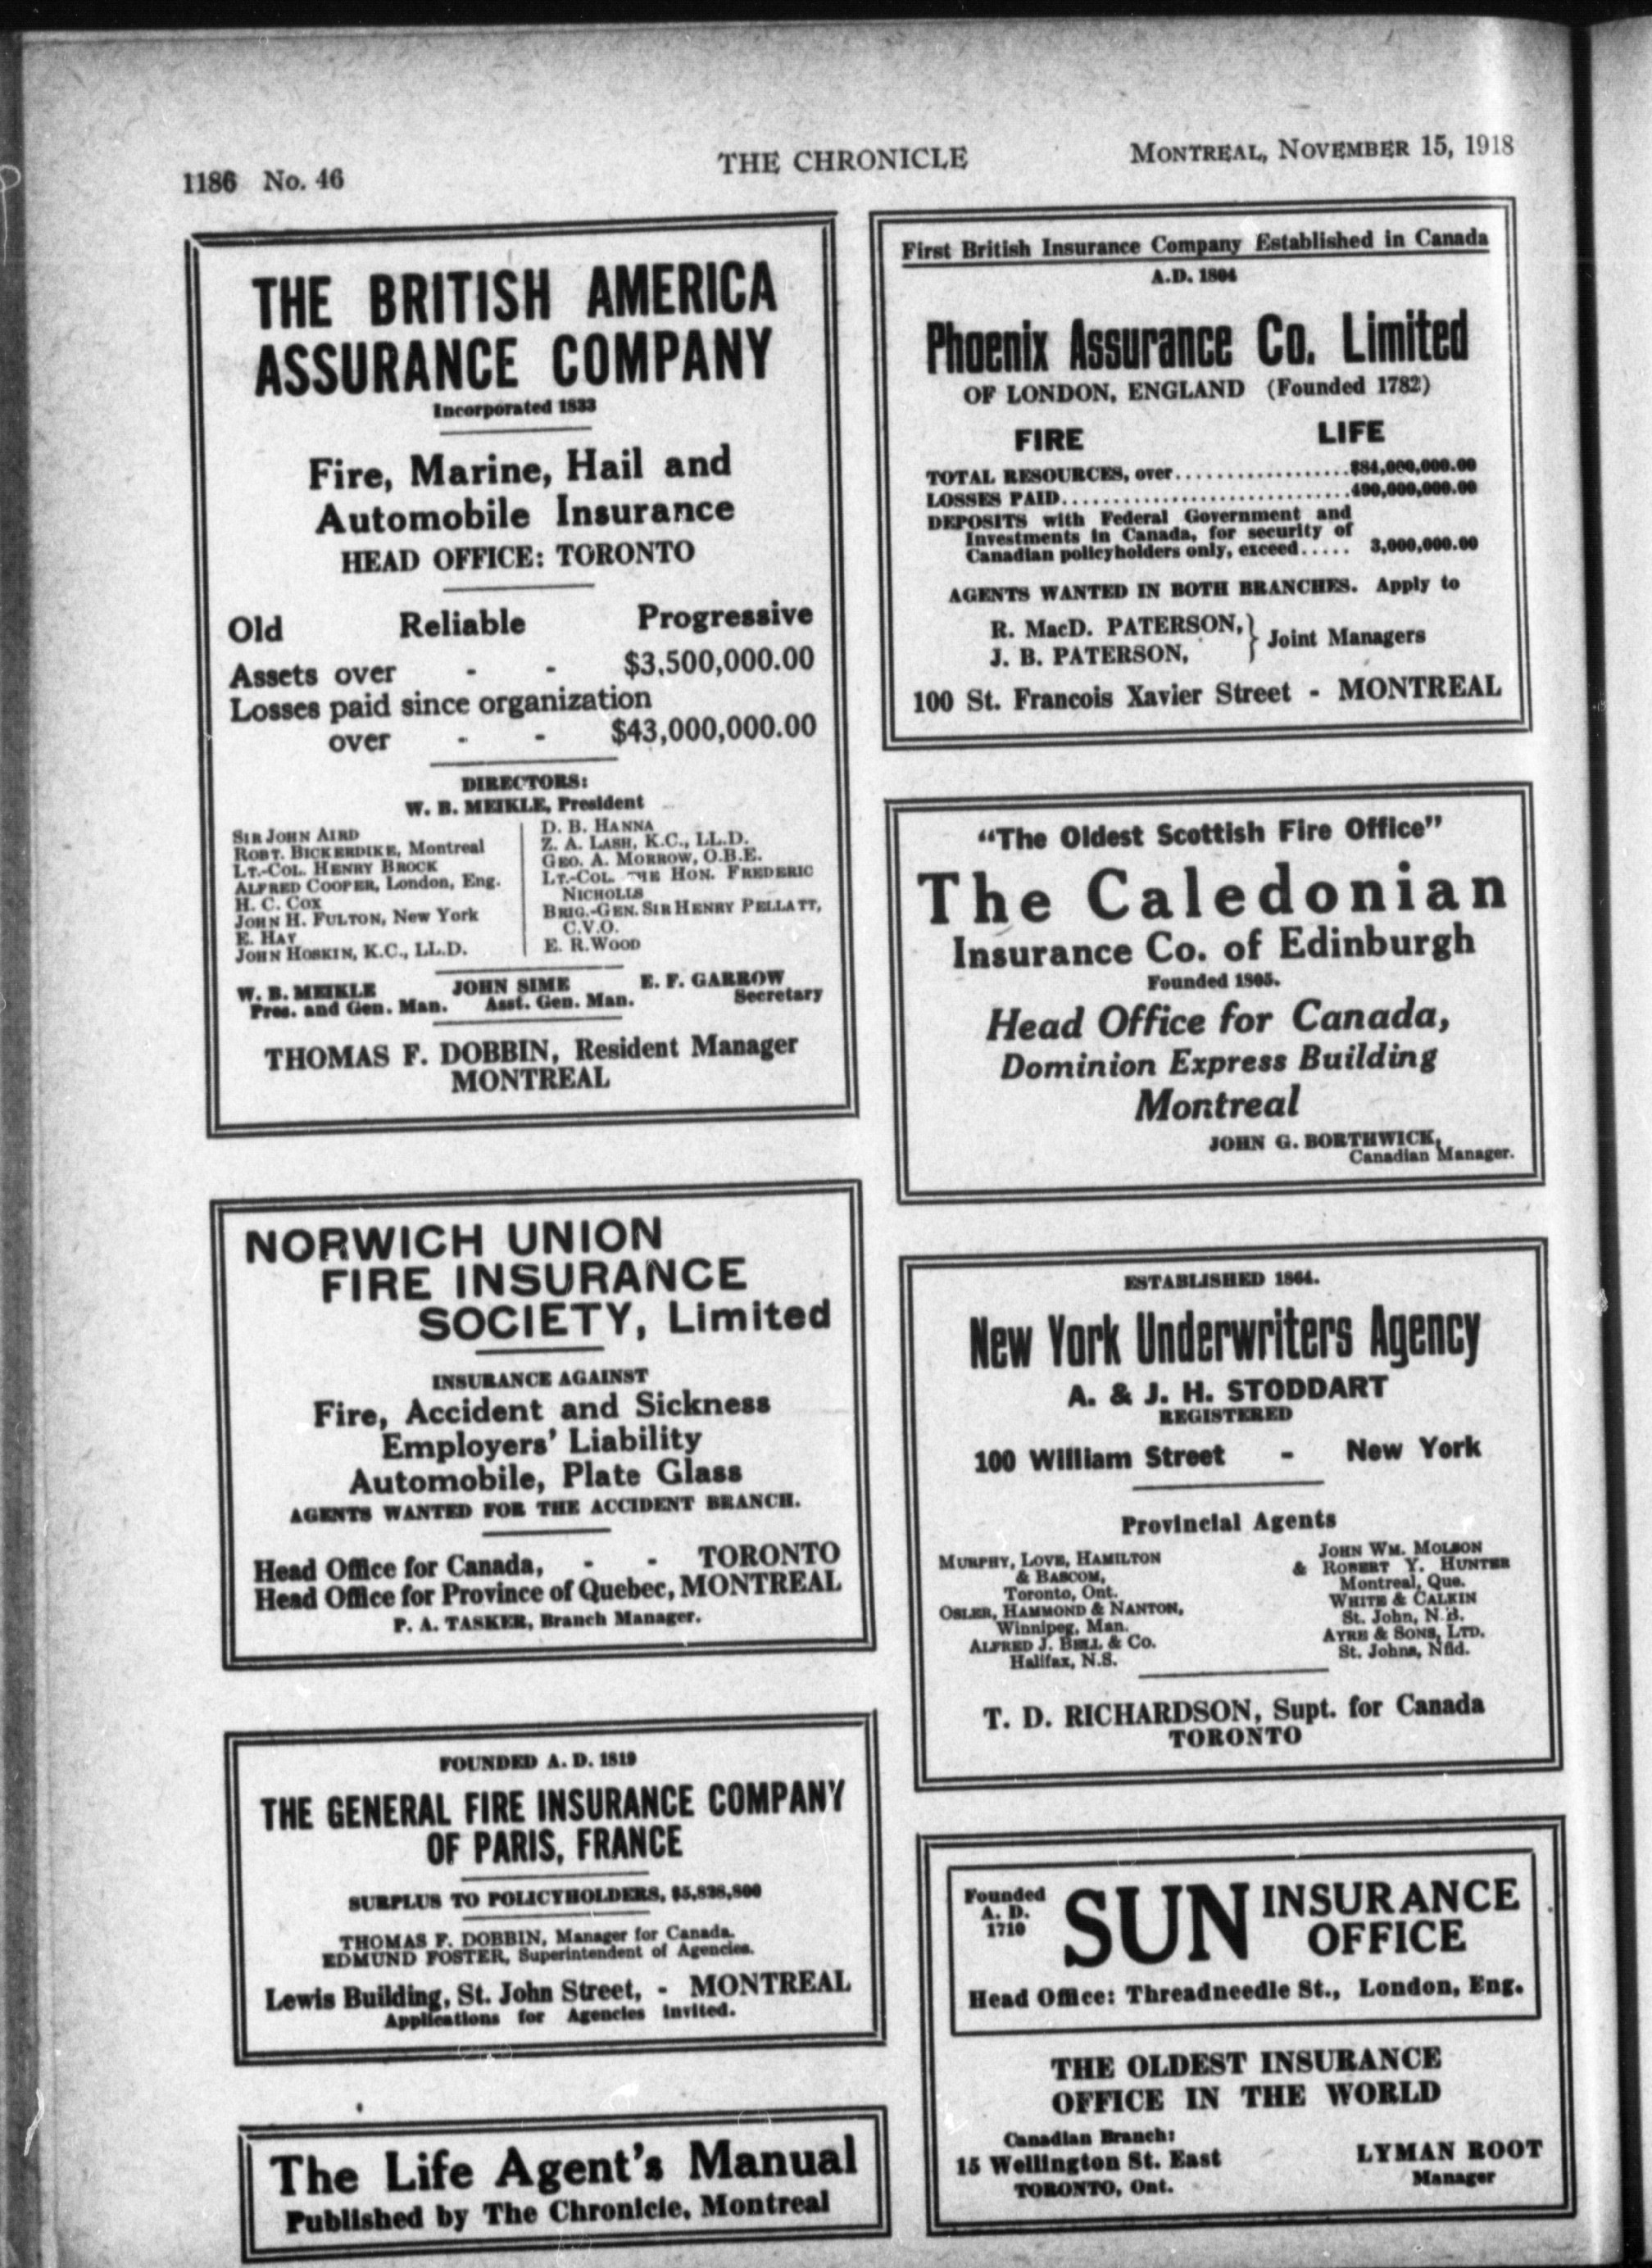 1186 No. 46
THE CHRONICLE
MONTREAL, NOVEMBER 15, 1918
THE BRITISH AMERICA
ASSURANCE COMPANY
Incorporated 1833
Fire, Marine, Hail and
Automobile Insurance
HEAD OFFICE: TORONTO
Old Reliable Progressive
Assets over - - $3,500,000.00
Losses paid since organization
over - - $43,000,000.00
DIRECTORS:
W. B. MEIKLE, President
SIR JOHN AIRD
ROBT. BICKERDIKE, Montreal
LT.-COL. HENRY BROCK
ALFRED COOPER, London, Eng.
H. C. COX
JOHN H. FULTON, New York
E. HAY
JOHN HOSKIN, K.C., LL.D.
D. B. HANNA
Z. A. LASH, K.C., LL.D.
GEO. A. MORROW, O.B.E.
LT.-COL. THE HON. FREDERIC
NICHOLLS
BRIG.-GEN. SIR HENRY PELLATT,
C.V.O.
E. R. WOOD
W. B. MEIKLE JOHN SIME E. F. GARROW
Pres. and Gen. Man. Asst. Gen. Man. Secretary
THOMAS F. DOBBIN, Resident Manager
MONTREAL
NORWICH UNION
FIRE INSURANCE
SOCIETY, Limited
INSURANCE AGAINST
Fire, Accident and Sickness
Employers' Liability
Automobile, Plate Glass
AGENTS WANTED FOR THE ACCIDENT BRANCH.
Head Office for Canada, - - TORONTO
Head Office for Province of Quebec, MONTREAL
P. A. TASKER, Branch Manager.
FOUNDED A. D. 1819
THE GENERAL FIRE INSURANCE COMPANY
OF PARIS, FRANCE
SURPLUS TO POLICYHOLDERS,
THOMAS F. DOBBIN, Manager for Canada.
EDMUND FOSTER, Superintendent of Agencies.
Lewis Building, St. John Street, - MONTREAL
Applications for Agencies invited.
The Life Agent's Manual
Published by The Chronicle, Montreal
First British Insurance Company Established in Canada
A.D. 1804
Phoenix Assurance Co. Limited
OF LONDON, ENGLAND (Founded 1782)
FIRE LIFE
TOTAL RESOURCES, over..................$84,000,000.00
LOSSES PAID.............................490,000,000.00
DEPOSITS with Federal Government and
Investments in Canada, for security of
Canadian policyholders only, exceed..... 3,000,000.00
AGENTS WANTED IN BOTH BRANCHES. Apply to
R. MacD. PATERSON,
J. B. PATERSON, } Joint Managers
100 St. Francois Xavier Street - MONTREAL
"The Oldest Scottish Fire Office"
The Caledonian
Insurance Co. of Edinburgh
Founded 1805.
Head Office for Canada,
Dominion Express Building
Montreal
JOHN G. BORTHWICK,
Canadian Manager.
ESTABLISHED 1864.
New York Underwriters Agency
A. & J. H. STODDART
REGISTERED
100 William Street - New York
Provincial Agents
MURPHY, LOVE, HAMILTON
& BASCOM,
Toronto, Ont.
OSLER, HAMMOND & NANTON,
Winnipeg, Man.
ALFRED J. BELL & CO.
Halifax, N.S.
JOHN WM. MOLSON
& ROBERT Y. HUNTER
Montreal, Que.
WHITE & CALKIN
St. John, N.B.
AYRE & SONS, LTD.
St. Johns, Nfld.
T. D. RICHARDSON, Supt. for Canada
TORONTO
Founded
A. D.
1710
SUN INSURANCE
OFFICE
Head Office: Threadneedle St., London, Eng.
THE OLDEST INSURANCE
OFFICE IN THE WORLD
Canadian Branch:
15 Wellington St. East
TORONTO, Ont.
LYMAN ROOT
Manager